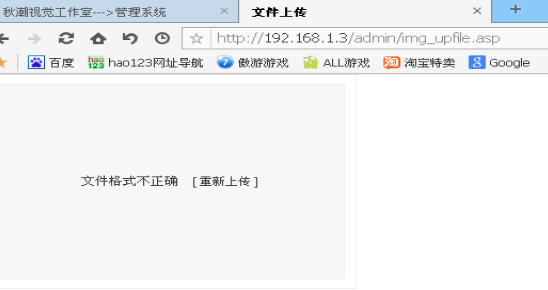 秋潮视觉工作室--->管理系统 × 文件上传 × +
http://192.168.1.3/admin/img_upfile.asp
百度 hao123 hao123网址导航 傲游游戏 ALL游戏 淘 淘宝特卖 8 Google
文件格式不正确 [重新上传]